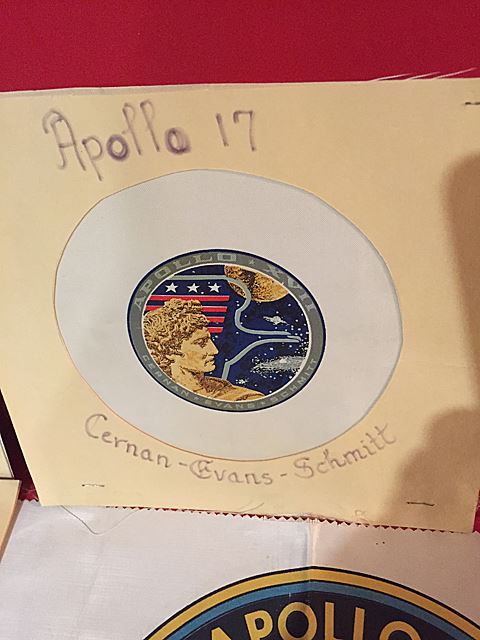 Apollo 17
APOLLO XVII
CERNAN EVANS SCHMITT
Cernan-Evans-Schmitt
APOLLO